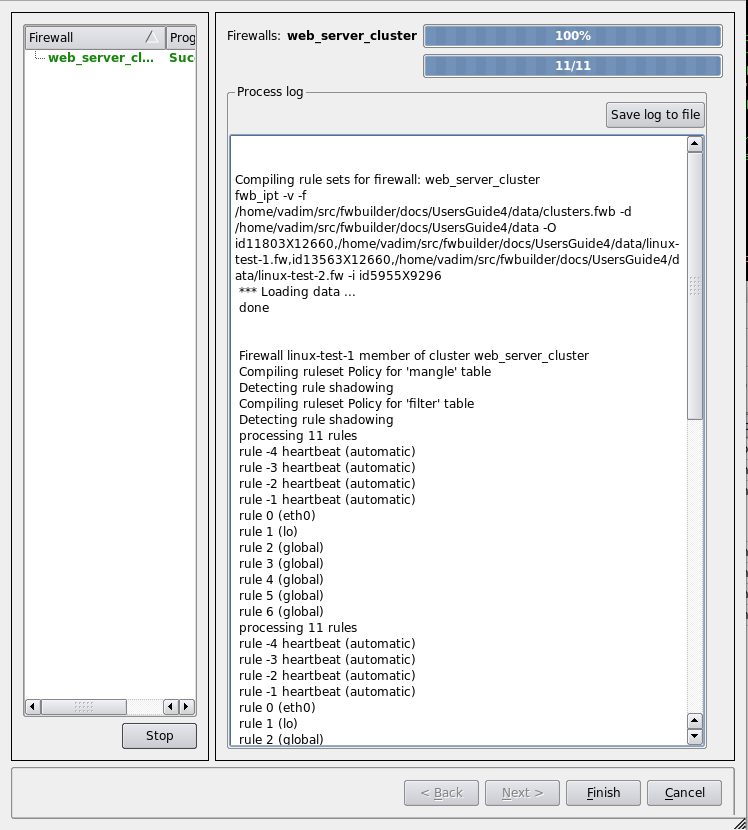 Firewall Prog
web_server_cl... Suc
Stop
Firewalls: web_server_cluster 100%
11/11
Process log
Save log to file
Compiling rule sets for firewall: web_server_cluster
fwb_ipt -v -f
/home/vadim/src/fwbuilder/docs/UsersGuide4/data/clusters.fwb -d
/home/vadim/src/fwbuilder/docs/UsersGuide4/data -O
id11803X12660,/home/vadim/src/fwbuilder/docs/UsersGuide4/data/linux-
test-1.fw,id13563X12660,/home/vadim/src/fwbuilder/docs/UsersGuide4/d
ata/linux-test-2.fw -i id5955X9296
*** Loading data ...
done
Firewall linux-test-1 member of cluster web_server_cluster
Compiling ruleset Policy for 'mangle' table
Detecting rule shadowing
Compiling ruleset Policy for 'filter' table
Detecting rule shadowing
processing 11 rules
rule -4 heartbeat (automatic)
rule -3 heartbeat (automatic)
rule -2 heartbeat (automatic)
rule -1 heartbeat (automatic)
rule 0 (eth0)
rule 1 (lo)
rule 2 (global)
rule 3 (global)
rule 4 (global)
rule 5 (global)
rule 6 (global)
processing 11 rules
rule -4 heartbeat (automatic)
rule -3 heartbeat (automatic)
rule -2 heartbeat (automatic)
rule -1 heartbeat (automatic)
rule 0 (eth0)
rule 1 (lo)
rule 2 (global)
< Back Next > Finish Cancel